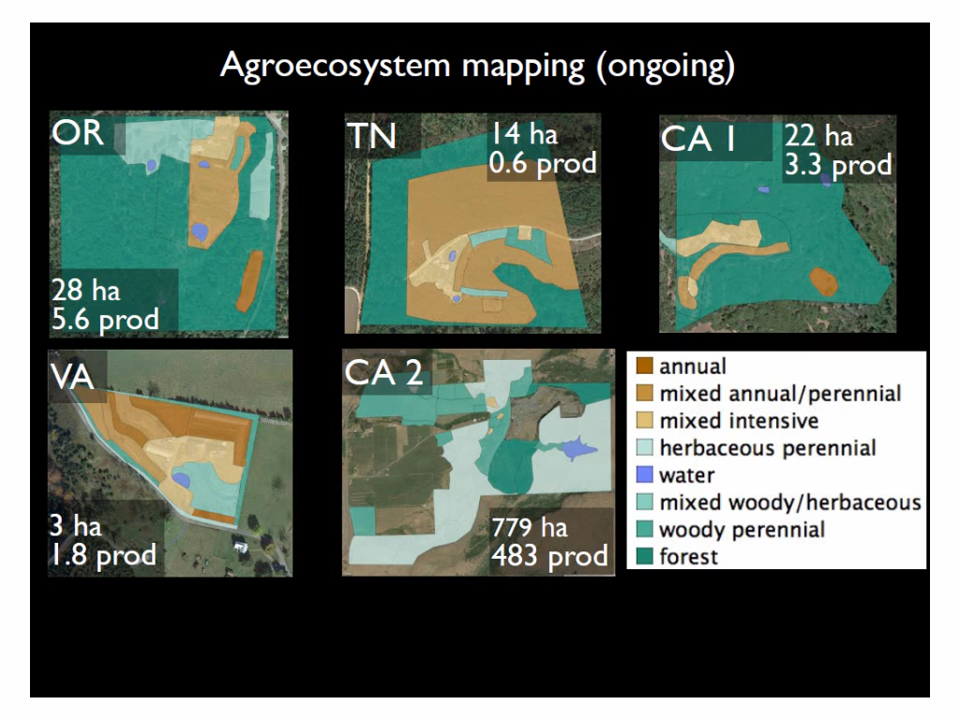 Agroecosystem mapping (ongoing)
OR
28 ha
5.6 prod
TN
14 ha
0.6 prod
CA 1
22 ha
3.3 prod
VA
3 ha
1.8 prod
CA 2
779 ha
483 prod
annual
mixed annual/perennial
mixed intensive
herbaceous perennial
water
mixed woody/herbaceous
woody perennial
forest